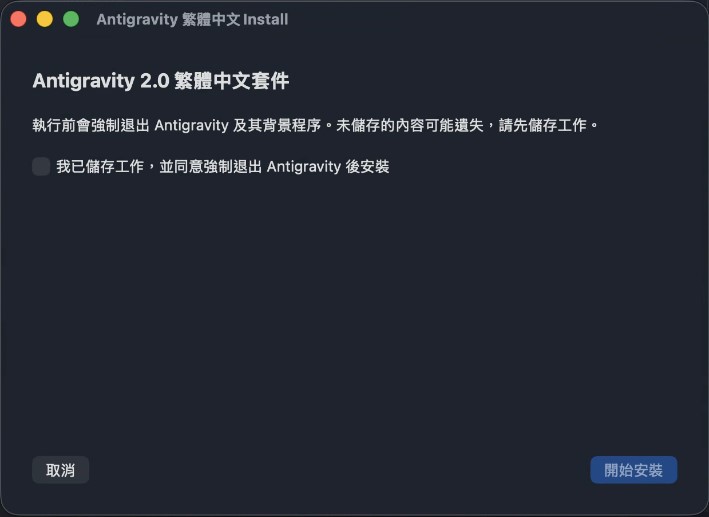 Antigravity 繁體中文 Install
Antigravity 2.0 繁體中文套件
執行前會強制退出 Antigravity 及其背景程序。未儲存的內容可能遺失，請先儲存工作。
我已儲存工作，並同意強制退出 Antigravity 後安裝
取消
開始安裝